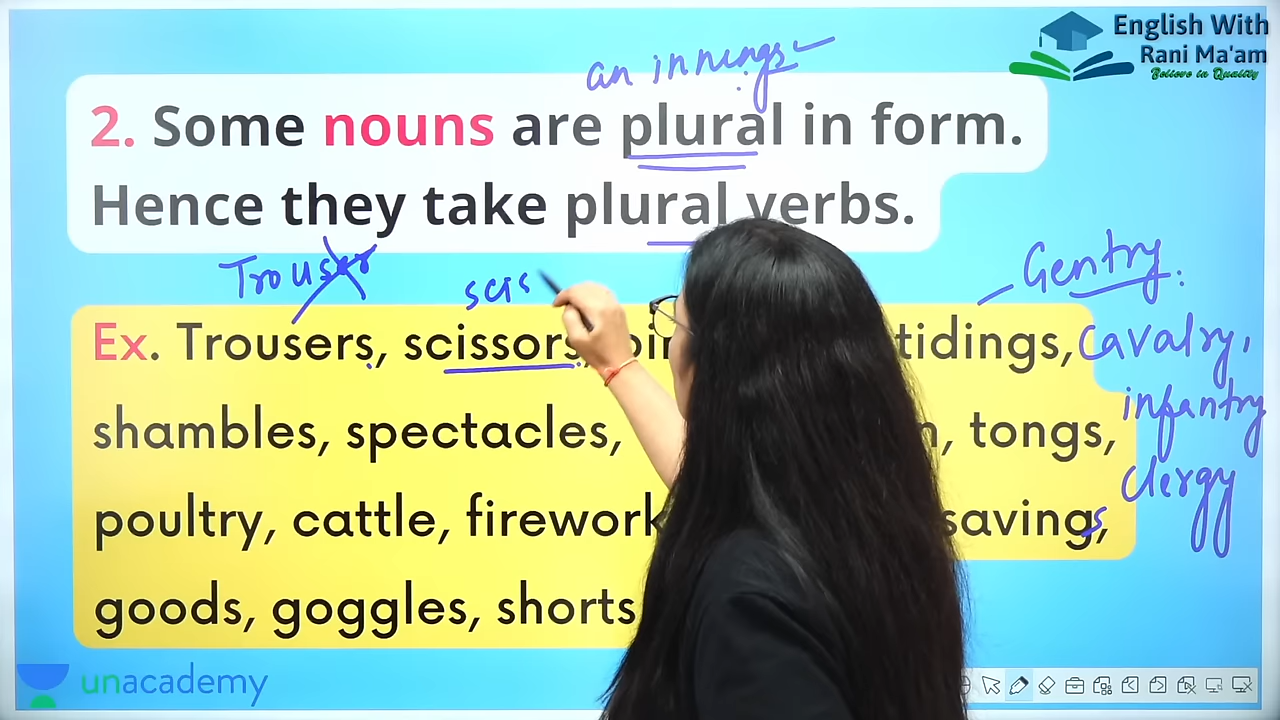 English With
Rani Ma'am
Believe in Quality
an innings
2. Some nouns are plural in form.
Hence they take plural verbs.
Trouser
scis
Gentry
Ex. Trousers, scissors, tidings, cavalry,
infantry
shambles, spectacles, tongs,
clergy
poultry, cattle, firework savings,
goods, goggles, shorts
unacademy